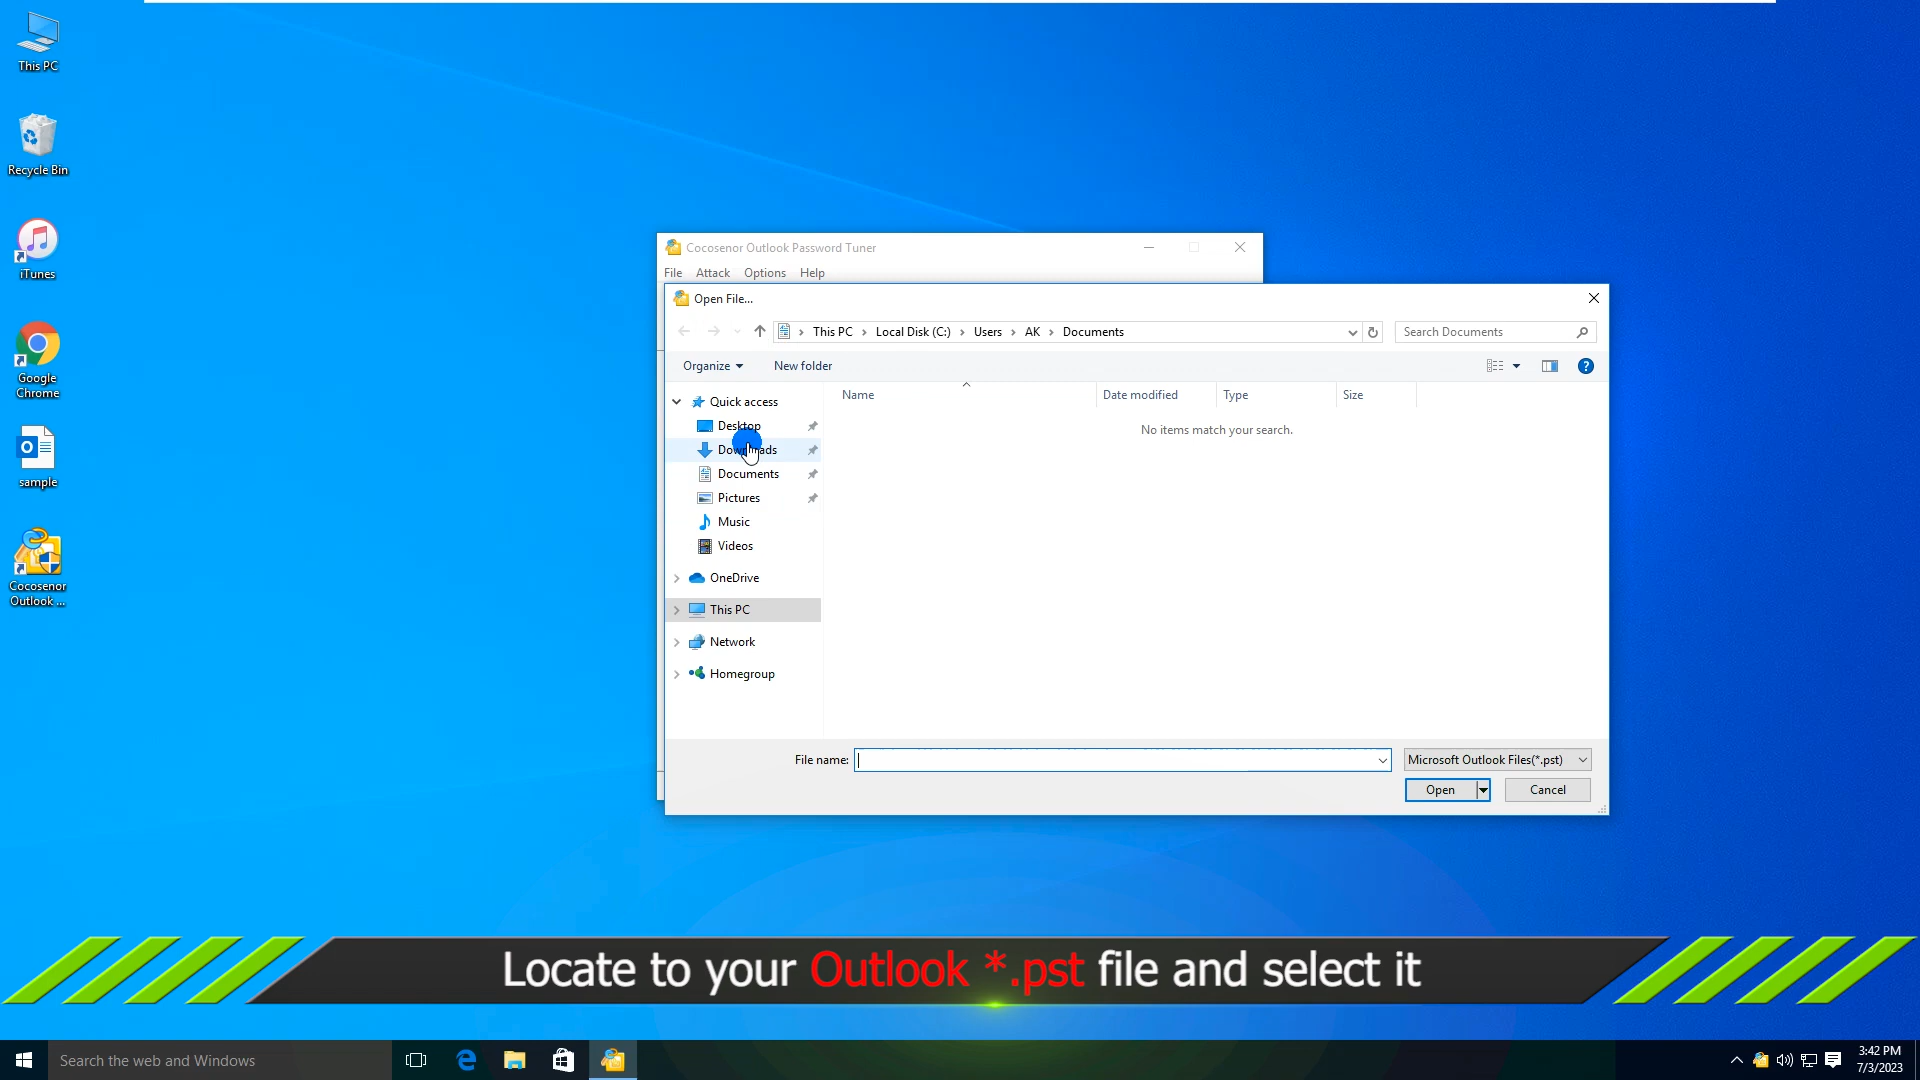 This PC
Recycle Bin
iTunes
Google
Chrome
sample
Cocosenor
Outlook ...
Cocosenor Outlook Password Tuner
File Attack Options Help
Open File...
This PC > Local Disk (C:) > Users > AK > Documents
Search Documents
Organize New folder
Name Date modified Type Size
No items match your search.
Quick access
Desktop
Downloads
Documents
Pictures
Music
Videos
OneDrive
This PC
Network
Homegroup
File name:
Microsoft Outlook Files(*.pst)
Open Cancel
Locate to your Outlook *.pst file and select it
Search the web and Windows
3:42 PM
7/3/2023